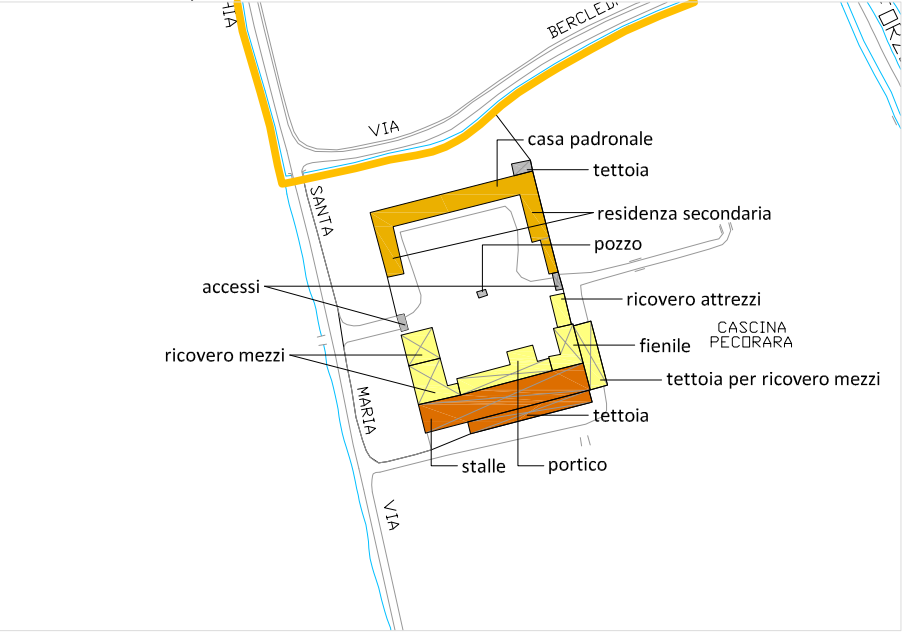 VIA
casa padronale
tettoia
SANTA
residenza secondaria
pozzo
accessi
ricovero attrezzi
CASCINA
PECORARA
ricovero mezzi
fienile
tettoia per ricovero mezzi
MARIA
tettoia
stalle
portico
VIA